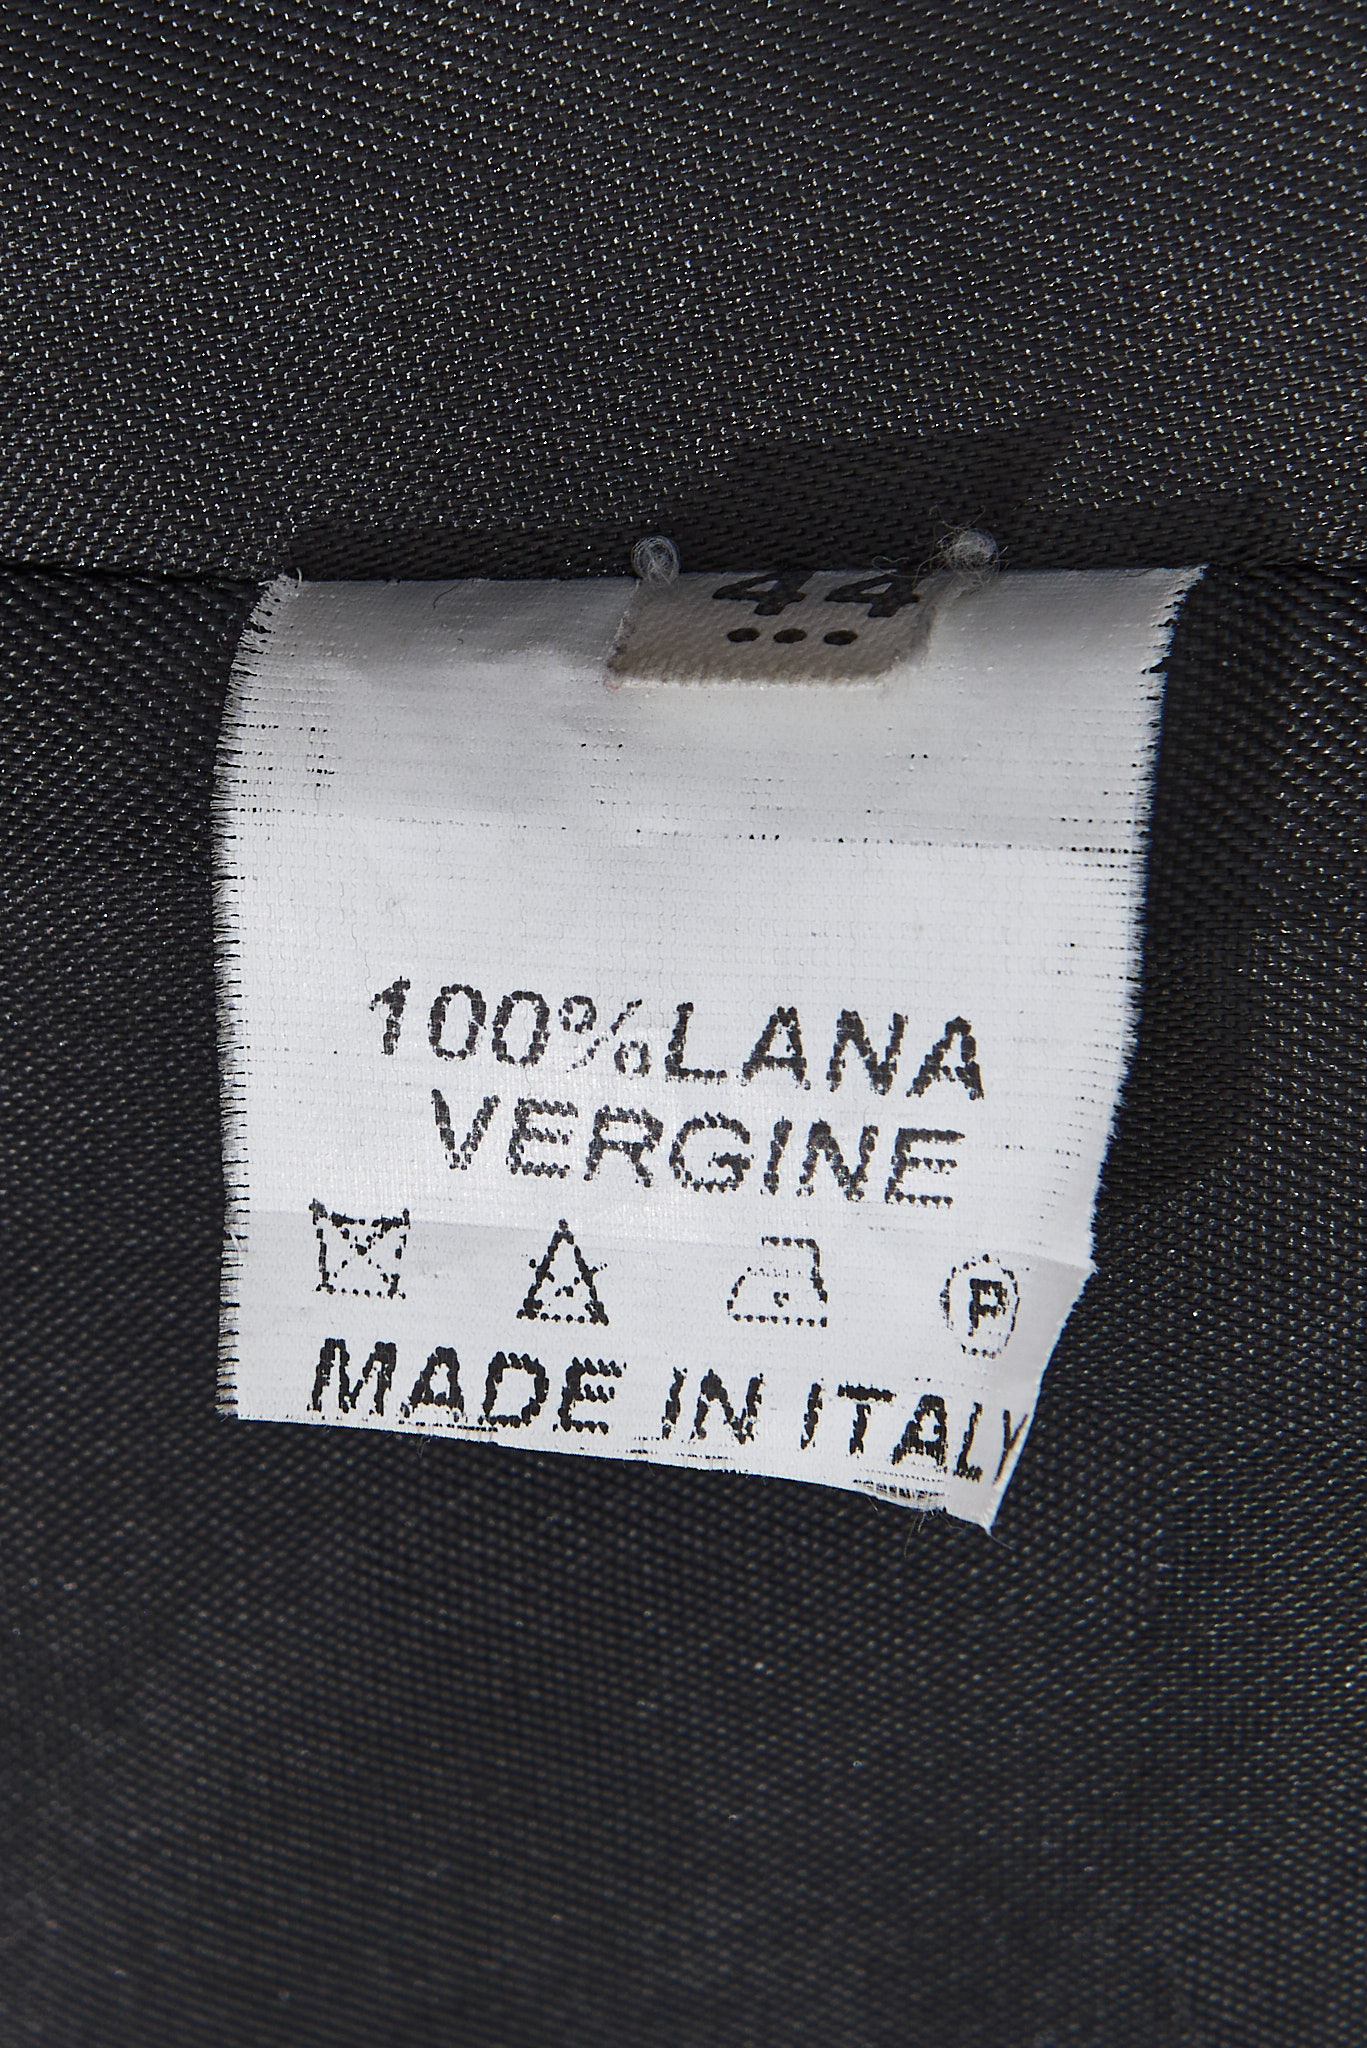 44
100%LANA
VERGINE
P
MADE IN ITALY